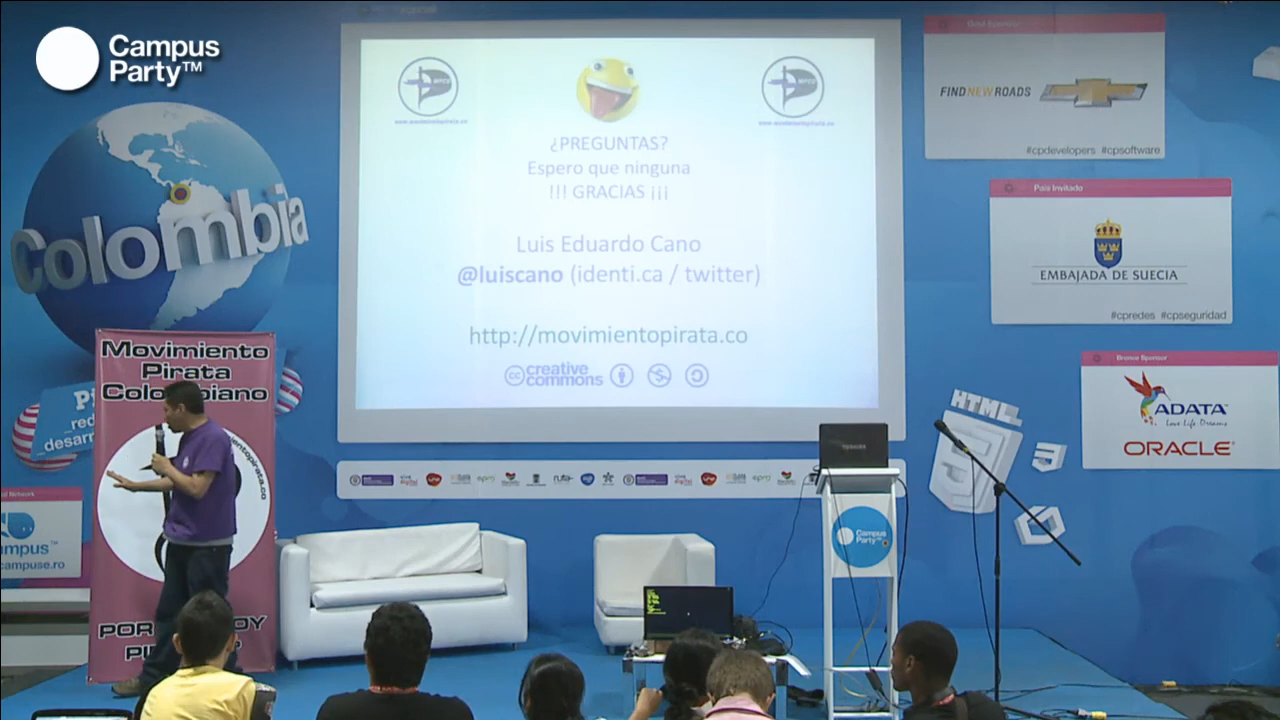 Campus
Party™
¿PREGUNTAS?
Espero que ninguna
!!! GRACIAS ¡¡¡
Luis Eduardo Cano
@luiscano (identi.ca / twitter)
http://movimientopirata.co
creative
commons
FIND NEW ROADS
#cpdevelopers #cpsoftware
País Invitado
EMBAJADA DE SUECIA
#cpredes #cpseguridad
Bronce Sponsor
ADATA
Love Life · Dreams
ORACLE
HTML
Colombia
Movimiento
Pirata
Colombiano
TOSHIBA
Campus
Party